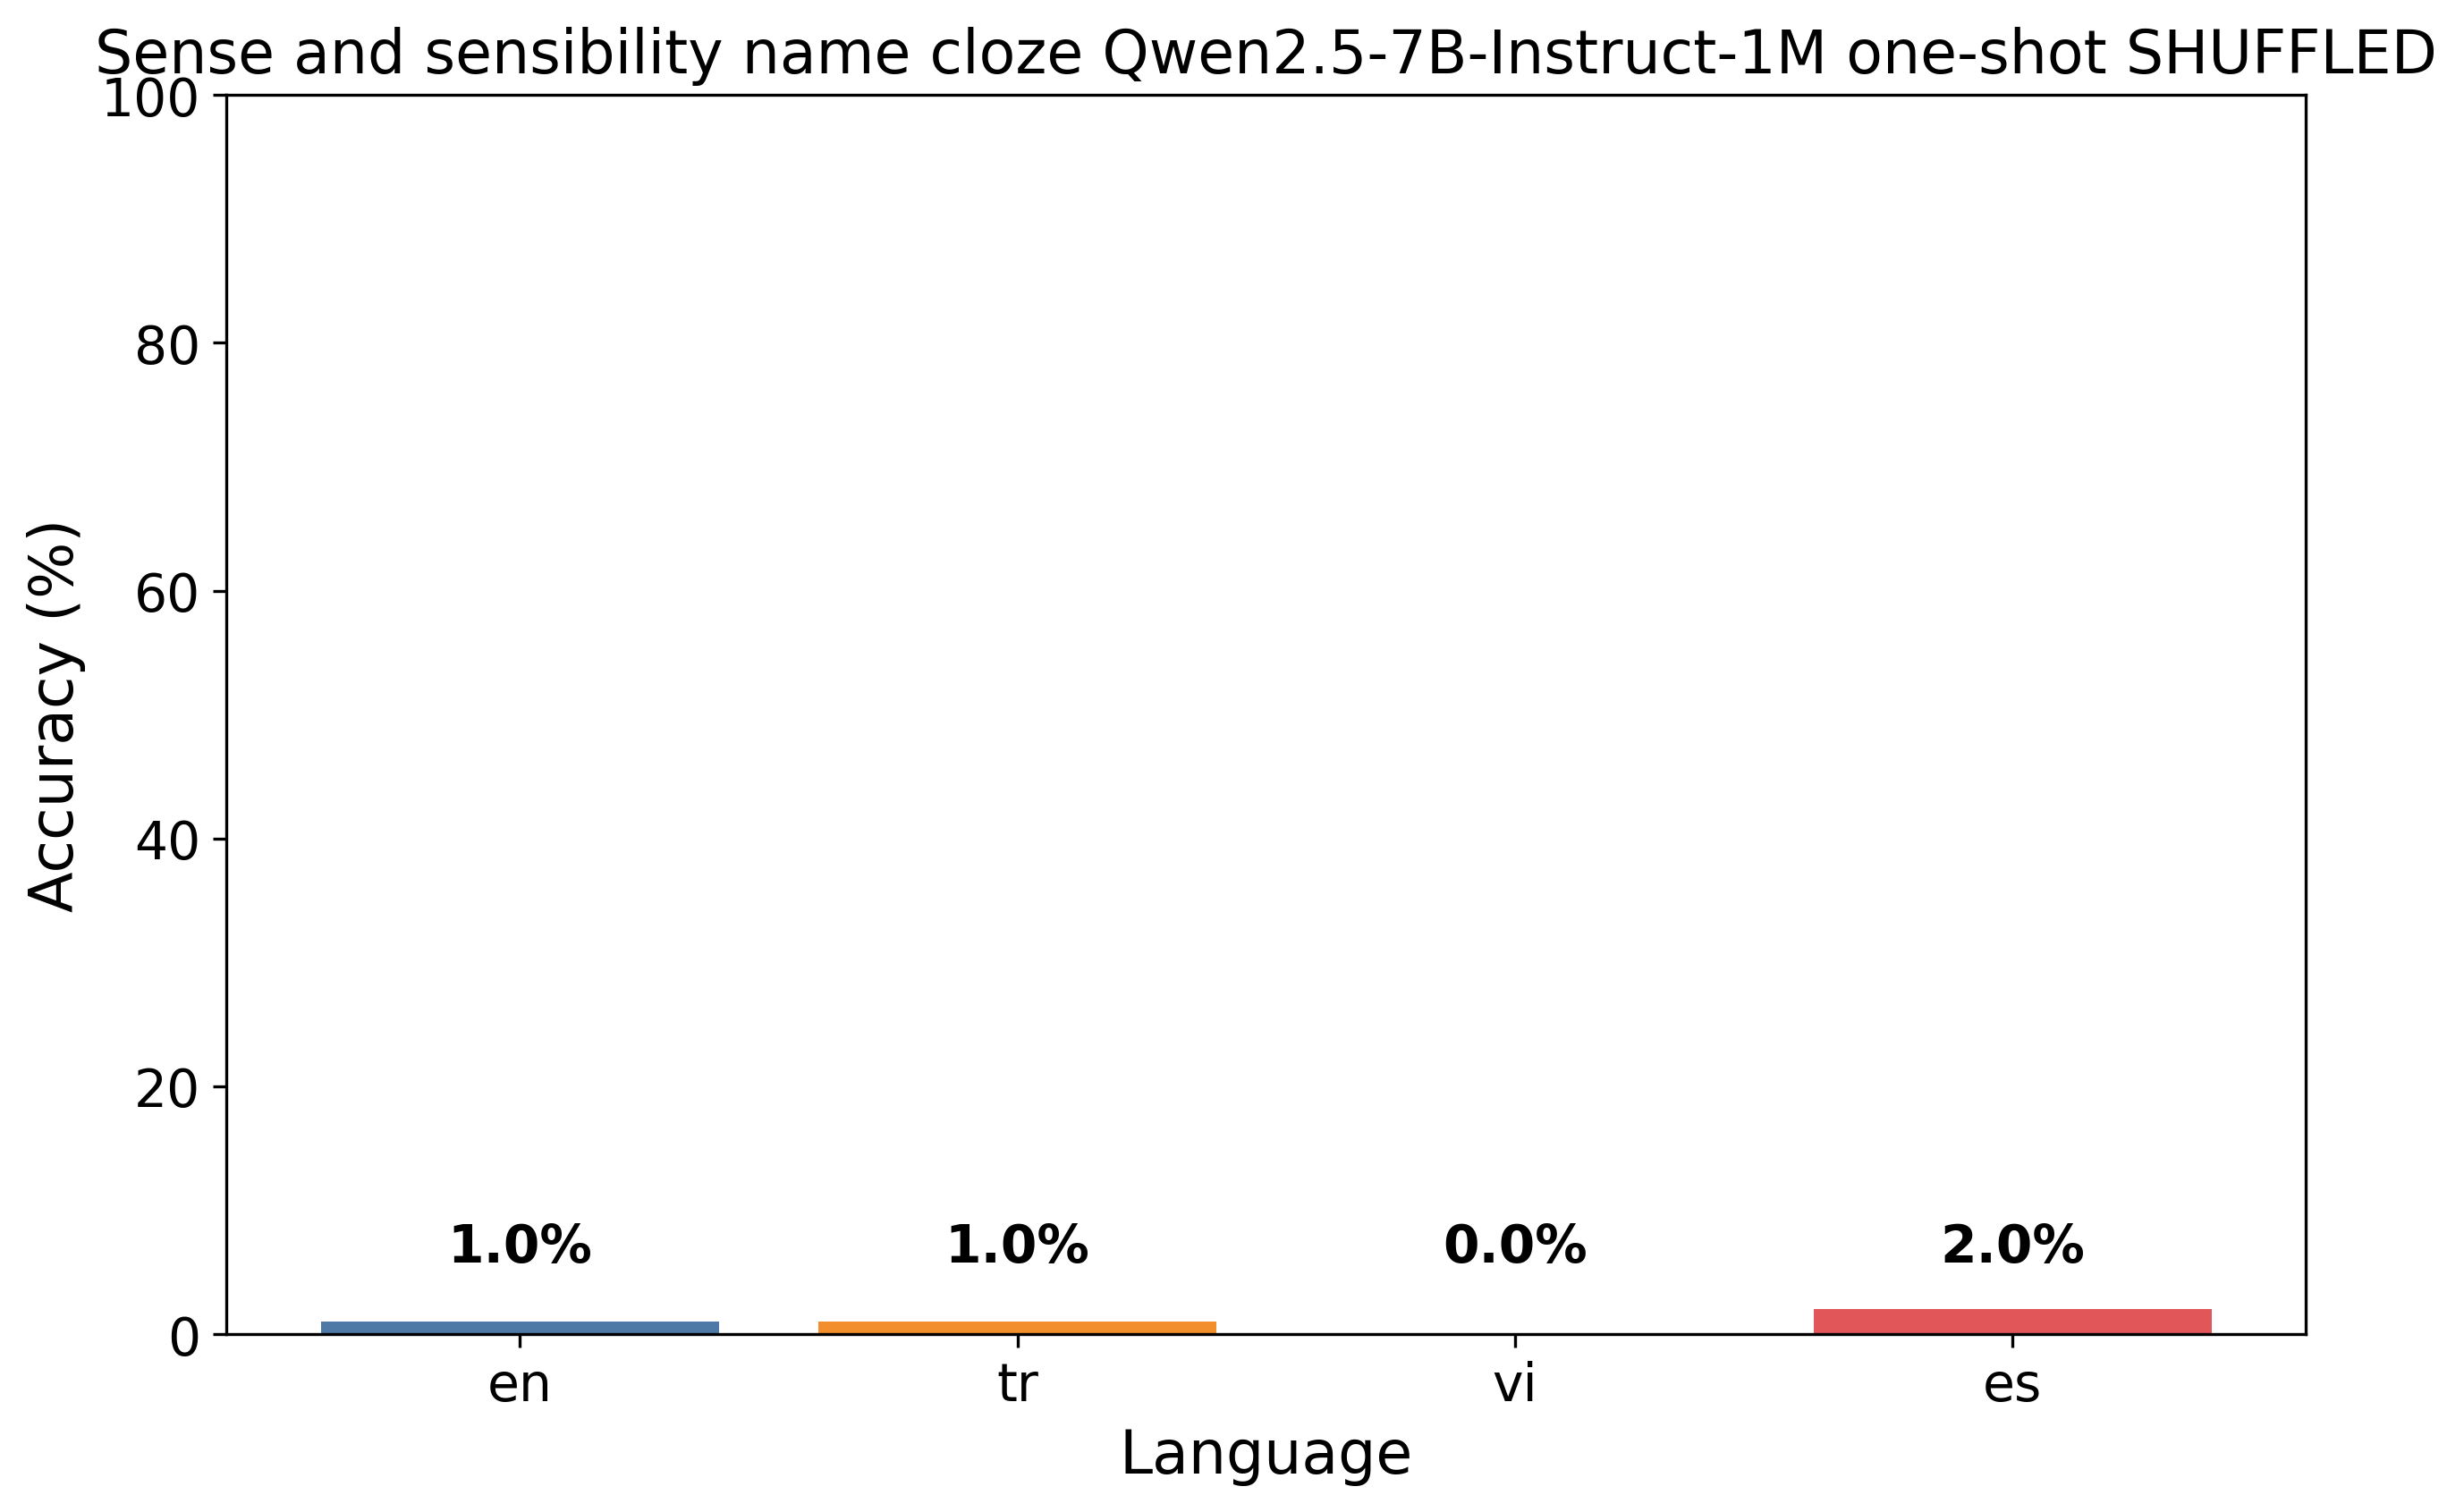 Sense and sensibility name cloze Qwen2.5-7B-Instruct-1M one-shot SHUFFLED
100
80
60
40
20
0
Accuracy (%)
1.0%
1.0%
0.0%
2.0%
en
tr
vi
es
Language